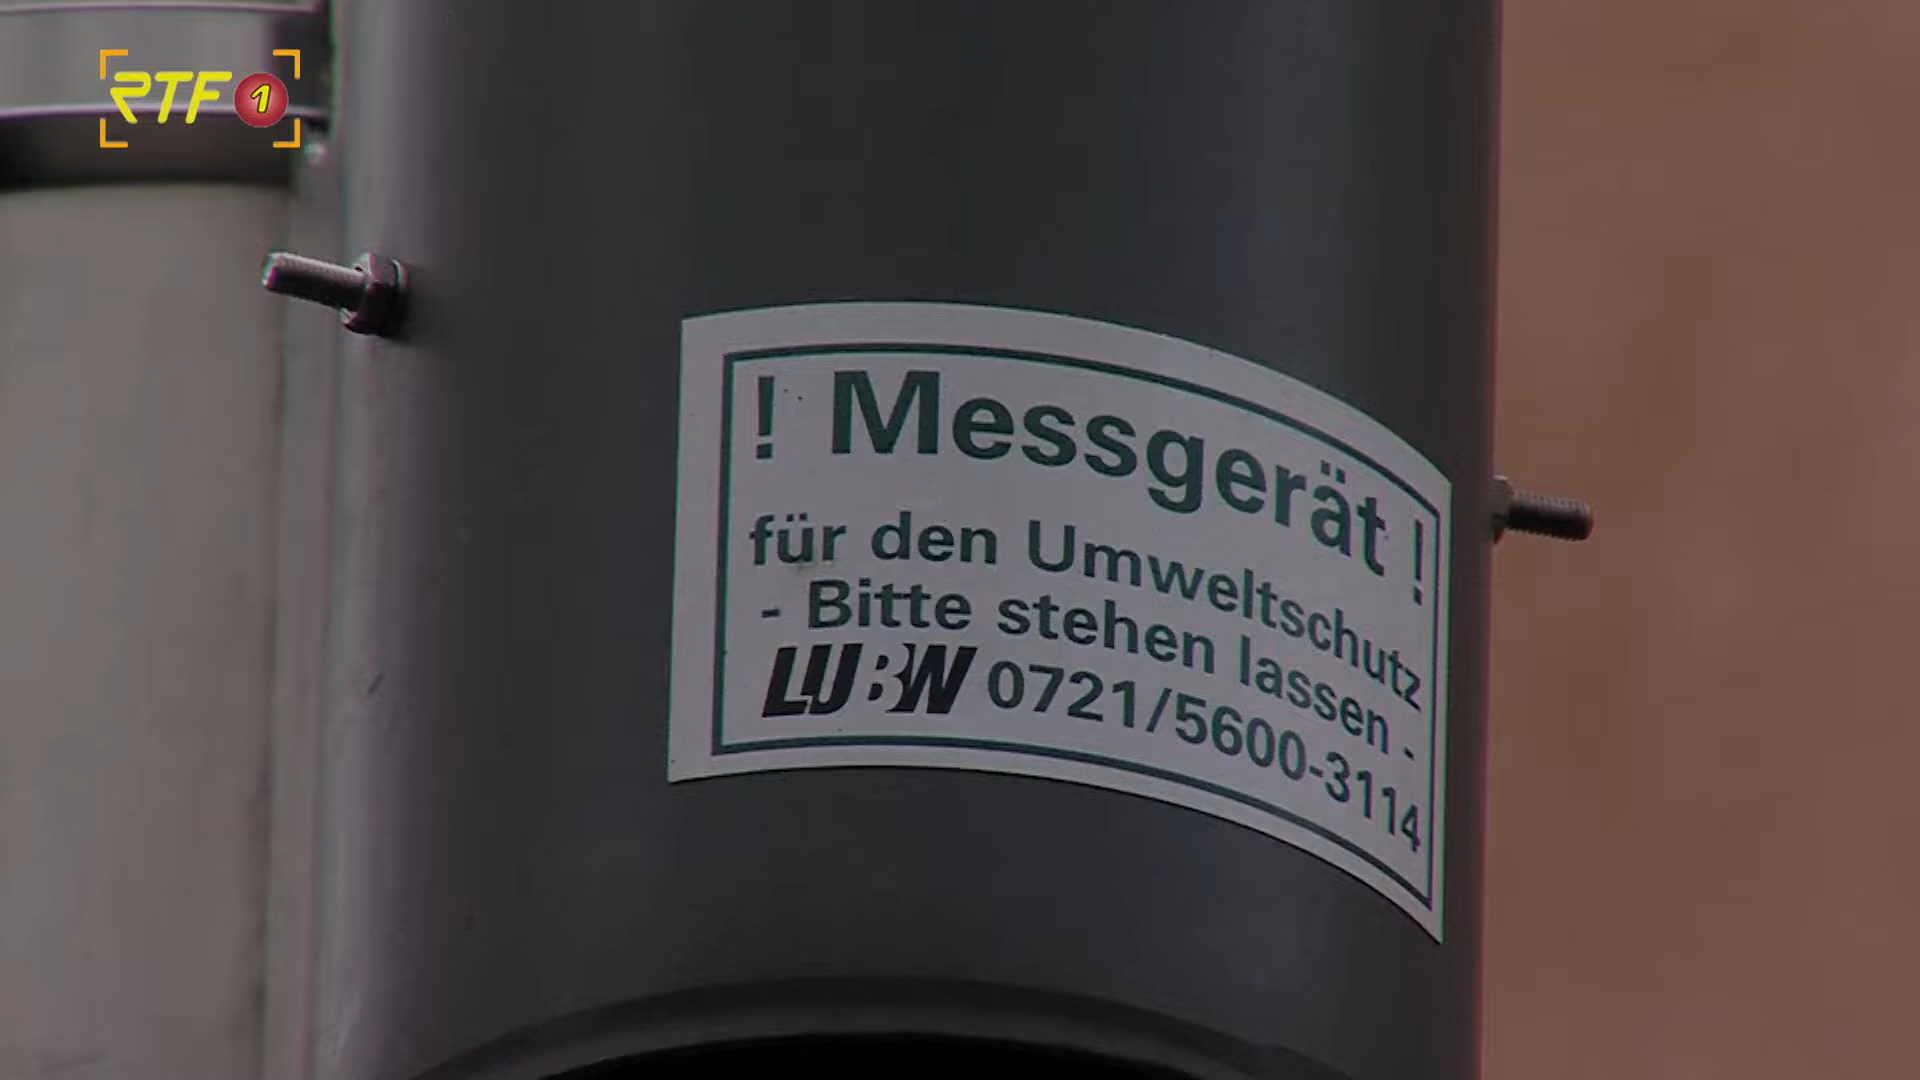 RTF 1
! Messgerät !
für den Umweltschutz
- Bitte stehen lassen -
LUBW 0721/5600-3114